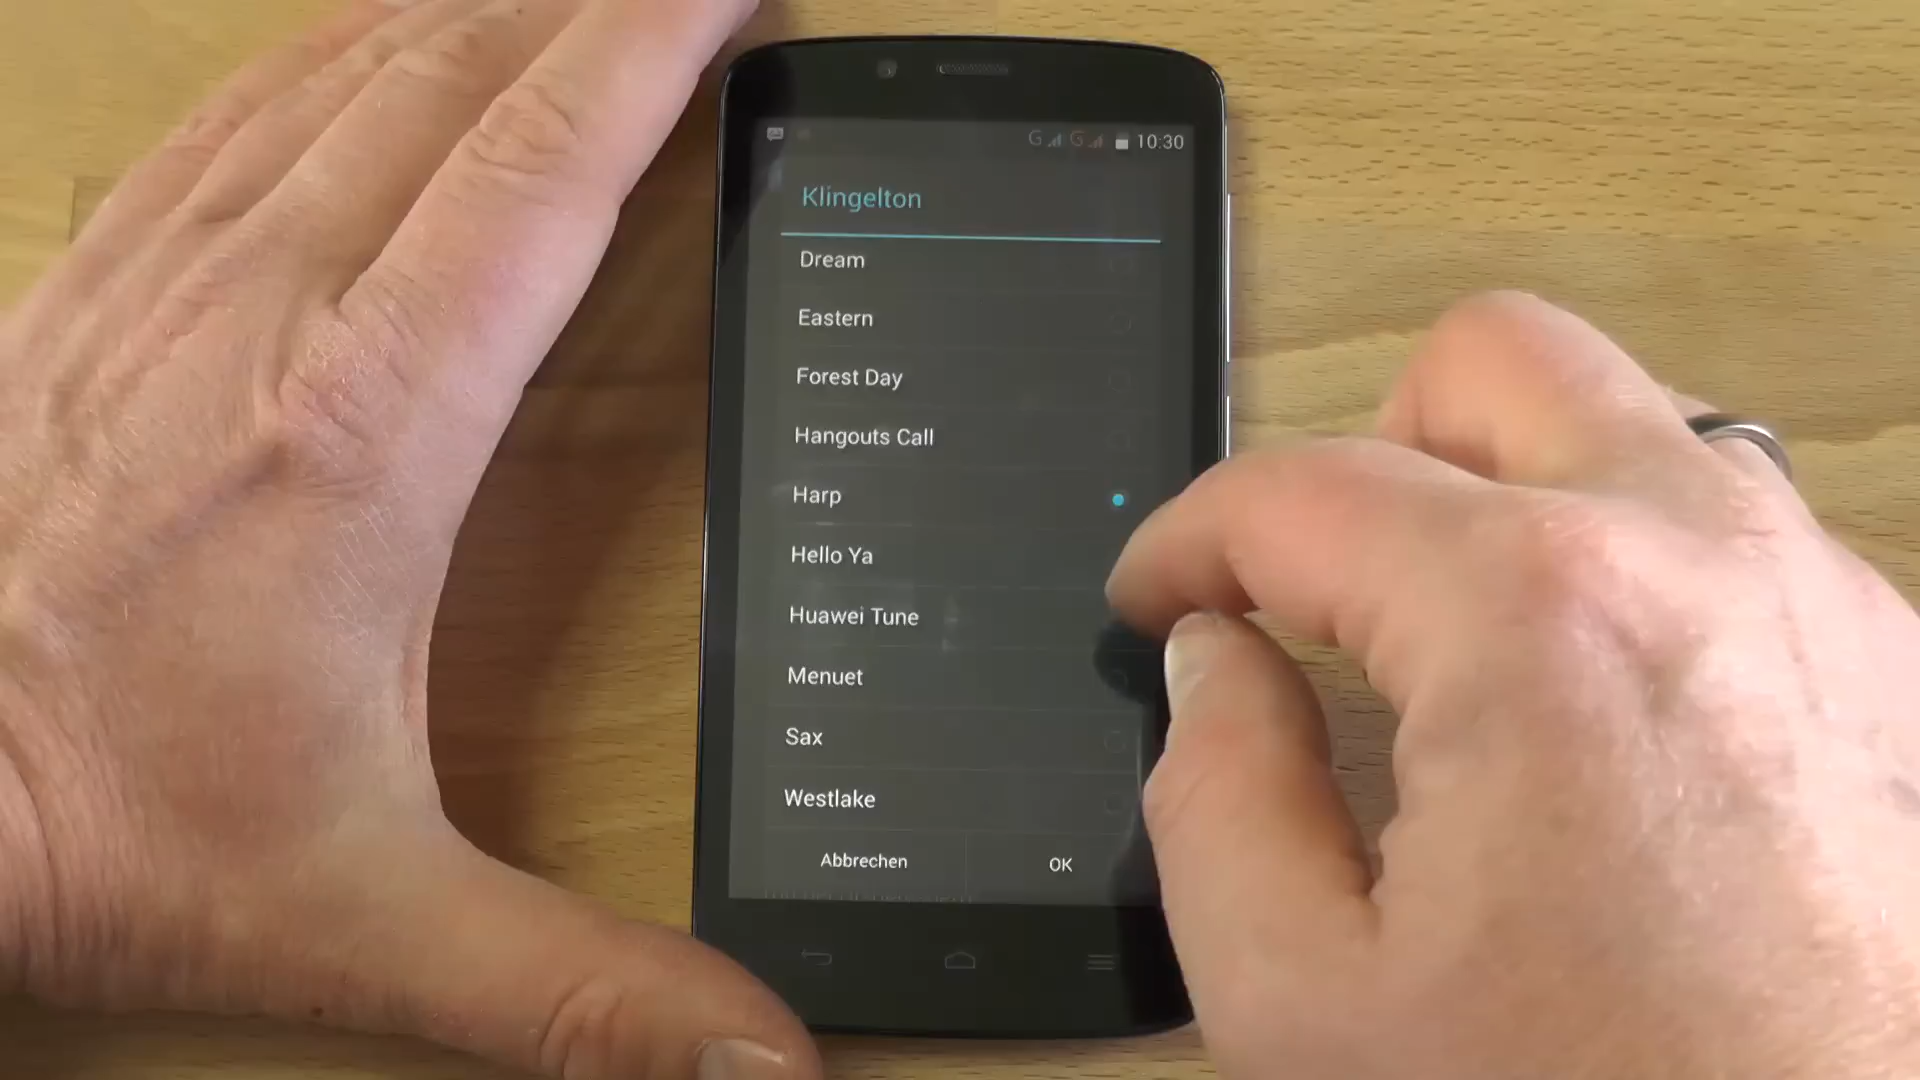 G G 10:30
Klingelton
Dream
Eastern
Forest Day
Hangouts Call
Harp
Hello Ya
Huawei Tune
Menuet
Sax
Westlake
Abbrechen OK